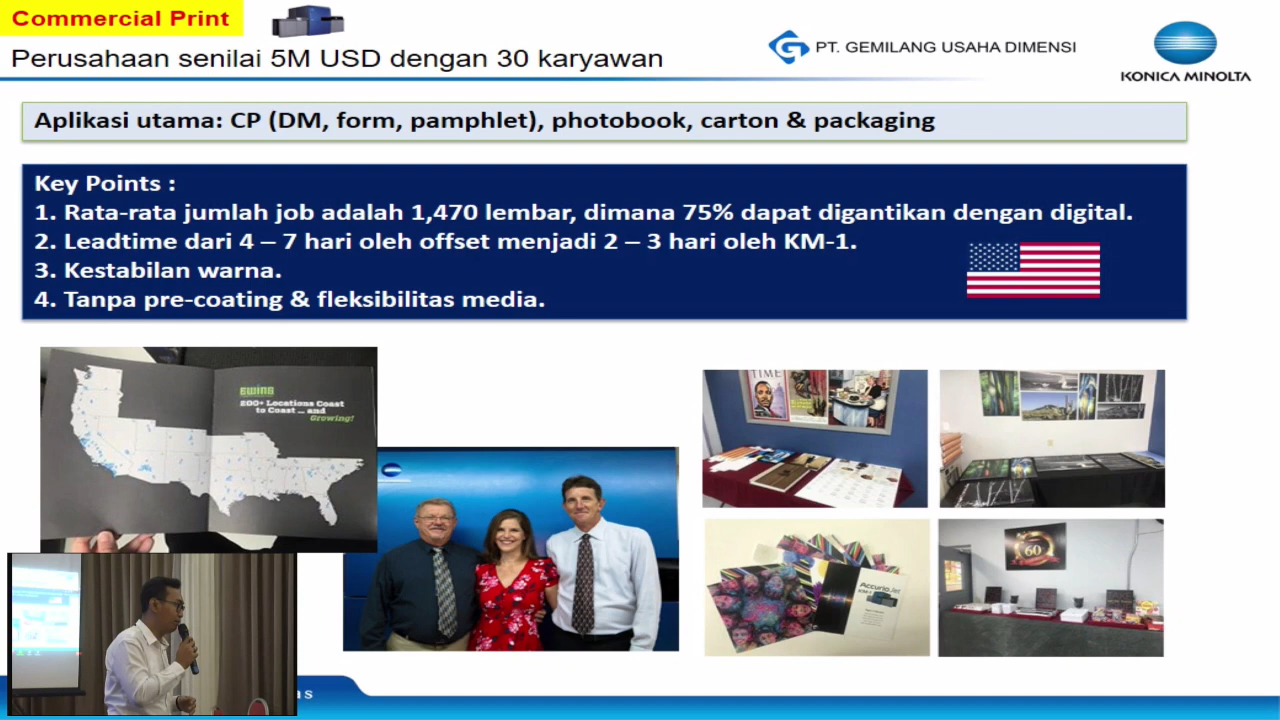 Commercial Print
Perusahaan senilai 5M USD dengan 30 karyawan
PT. GEMILANG USAHA DIMENSI
KONICA MINOLTA
Aplikasi utama: CP (DM, form, pamphlet), photobook, carton & packaging
Key Points :
1. Rata-rata jumlah job adalah 1,470 lembar, dimana 75% dapat digantikan dengan digital.
2. Leadtime dari 4 – 7 hari oleh offset menjadi 2 – 3 hari oleh KM-1.
3. Kestabilan warna.
4. Tanpa pre-coating & fleksibilitas media.
EWING
200+ Locations Coast
to Coast ... and
Growing!
TIME
AccurioJet
KM-1
60